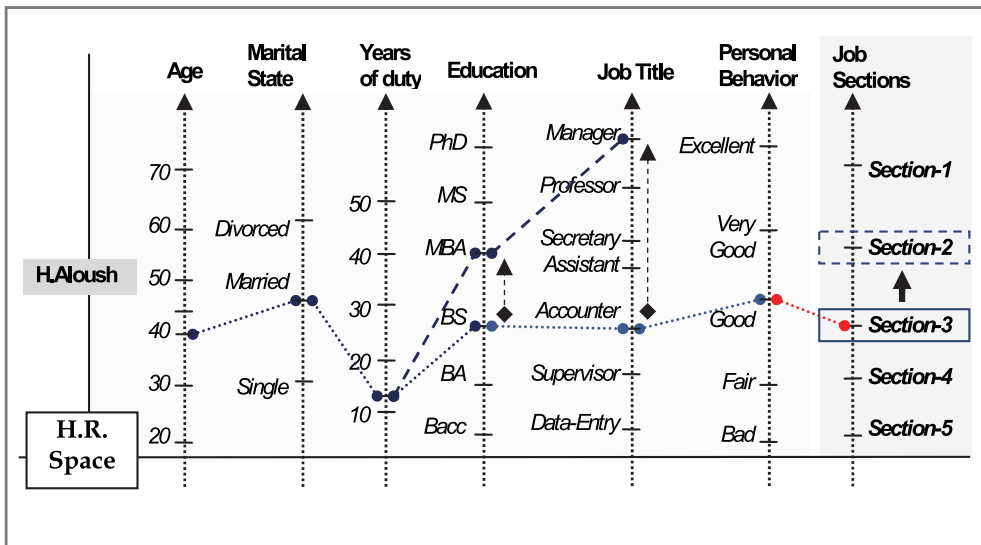 Age
Marital
State
Years
of duty
Education
Job Title
Personal
Behavior
Job
Sections
70
60
50
40
30
20
Divorced
Married
Single
50
40
30
20
10
PhD
MS
MBA
BS
BA
Bacc
Manager
Professor
Secretary
Assistant
Accounter
Supervisor
Data-Entry
Excellent
Very
Good
Good
Fair
Bad
Section-1
Section-2
Section-3
Section-4
Section-5
H.Aloush
H.R.
Space